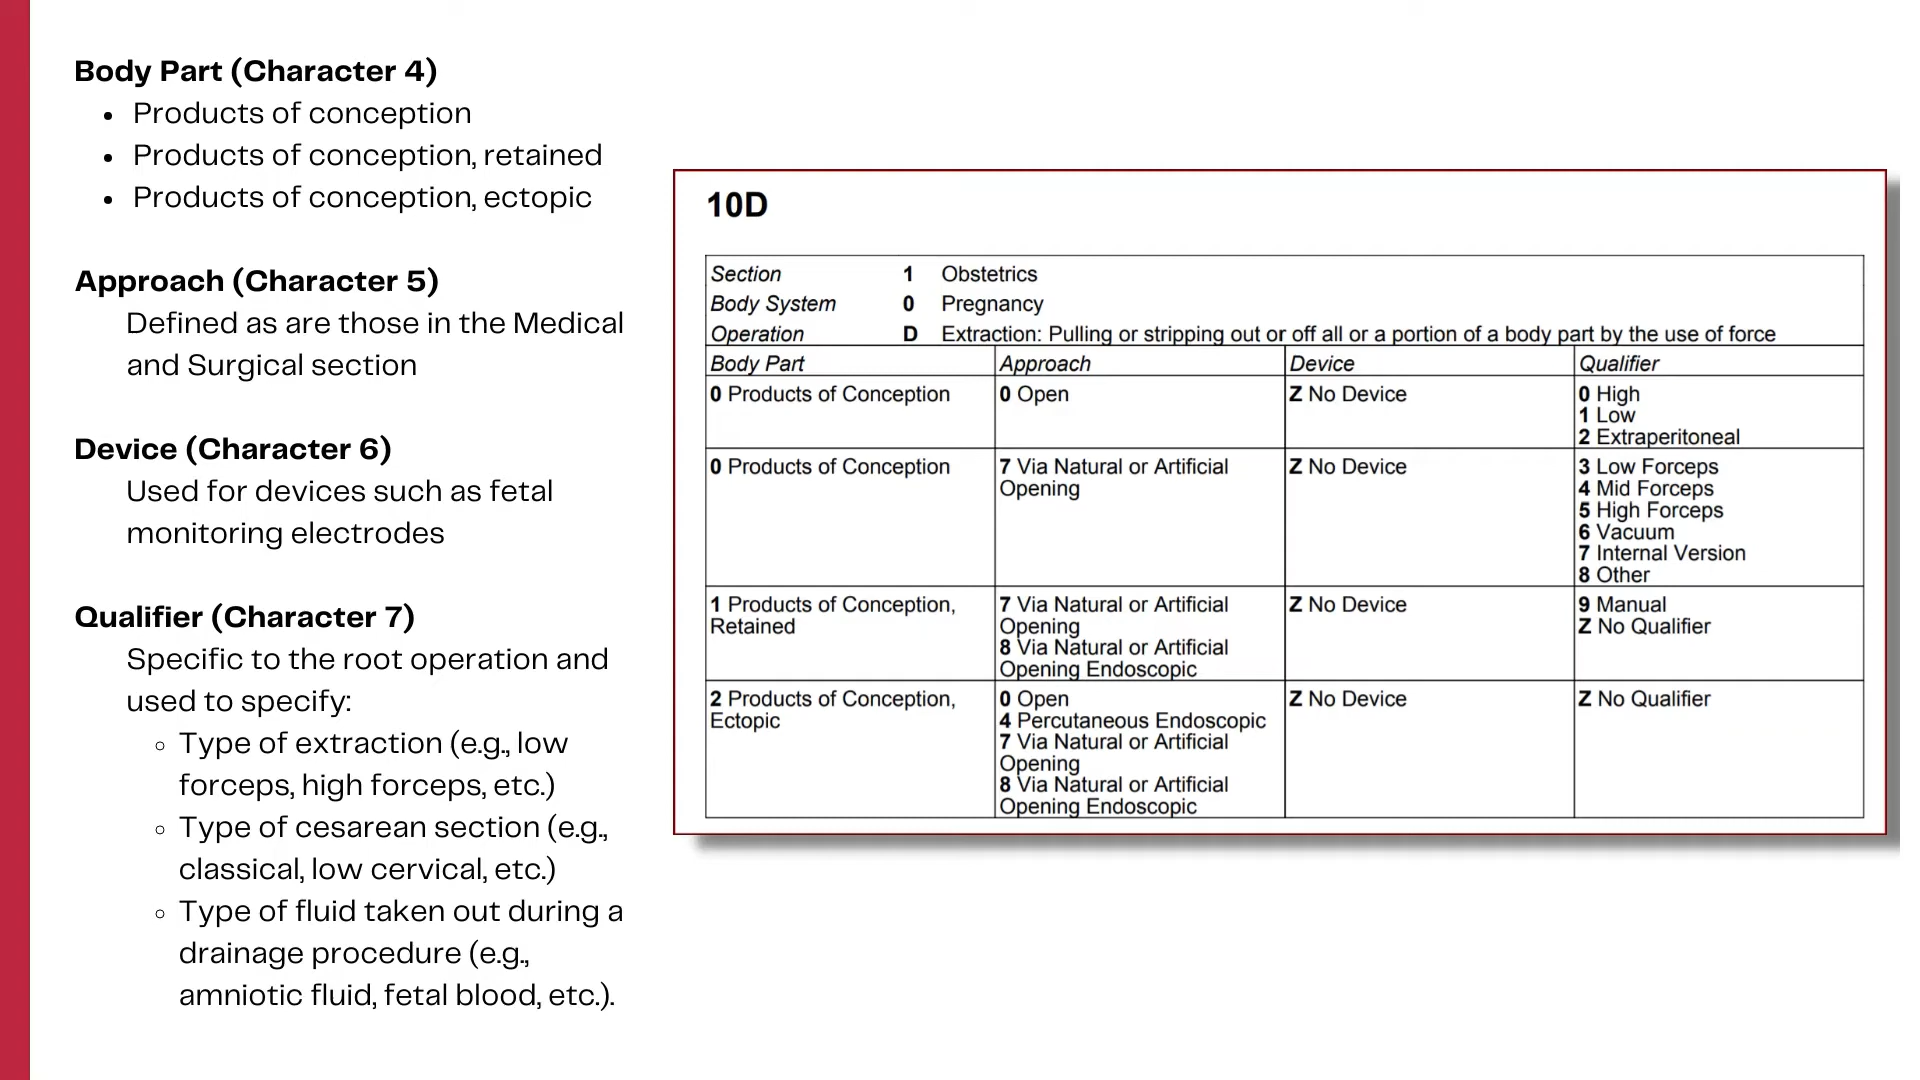 Body Part (Character 4)
• Products of conception
• Products of conception, retained
• Products of conception, ectopic
Approach (Character 5)
Defined as are those in the Medical
and Surgical section
Device (Character 6)
Used for devices such as fetal
monitoring electrodes
Qualifier (Character 7)
Specific to the root operation and
used to specify:
◦ Type of extraction (e.g., low
forceps, high forceps, etc.)
◦ Type of cesarean section (e.g.,
classical, low cervical, etc.)
◦ Type of fluid taken out during a
drainage procedure (e.g.,
amniotic fluid, fetal blood, etc.).
10D
Section 1 Obstetrics
Body System 0 Pregnancy
Operation D Extraction: Pulling or stripping out or off all or a portion of a body part by the use of force
Body Part Approach Device Qualifier
0 Products of Conception 0 Open Z No Device 0 High
1 Low
2 Extraperitoneal
0 Products of Conception 7 Via Natural or Artificial Z No Device 3 Low Forceps
Opening 4 Mid Forceps
5 High Forceps
6 Vacuum
7 Internal Version
8 Other
1 Products of Conception, 7 Via Natural or Artificial Z No Device 9 Manual
Retained Opening Z No Qualifier
8 Via Natural or Artificial
Opening Endoscopic
2 Products of Conception, 0 Open Z No Device Z No Qualifier
Ectopic 4 Percutaneous Endoscopic
7 Via Natural or Artificial
Opening
8 Via Natural or Artificial
Opening Endoscopic